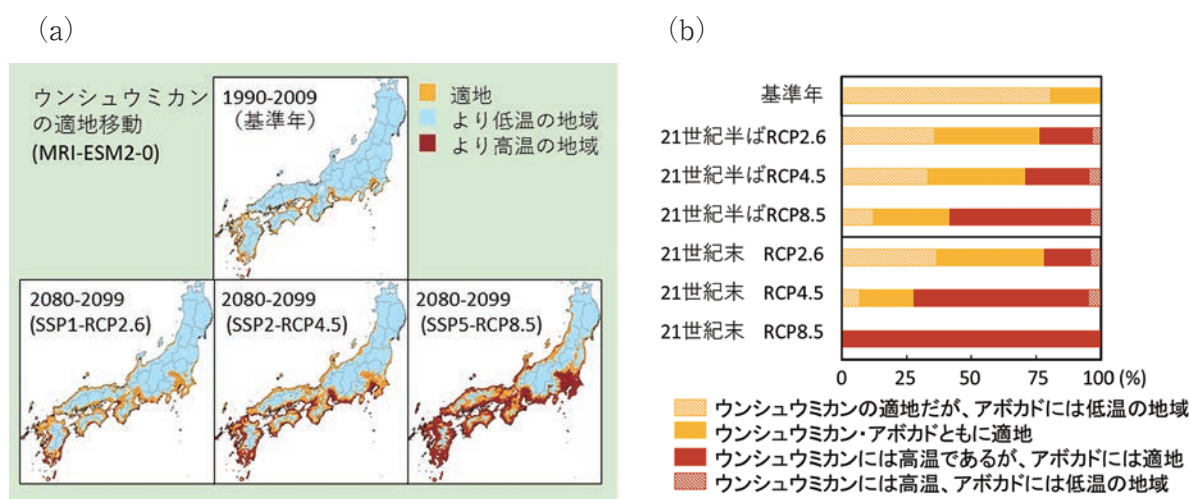 (a)
ウンシュウミカン
の適地移動
(MRI-ESM2-0)
1990-2009
(基準年)
適地
より低温の地域
より高温の地域
2080-2099
(SSP1-RCP2.6)
2080-2099
(SSP2-RCP4.5)
2080-2099
(SSP5-RCP8.5)
(b)
基準年
21世紀半ばRCP2.6
21世紀半ばRCP4.5
21世紀半ばRCP8.5
21世紀末 RCP2.6
21世紀末 RCP4.5
21世紀末 RCP8.5
0 25 50 75 100 (%)
ウンシュウミカンの適地だが、アボカドには低温の地域
ウンシュウミカン・アボカドともに適地
ウンシュウミカンには高温であるが、アボカドには適地
ウンシュウミカンには高温、アボカドには低温の地域